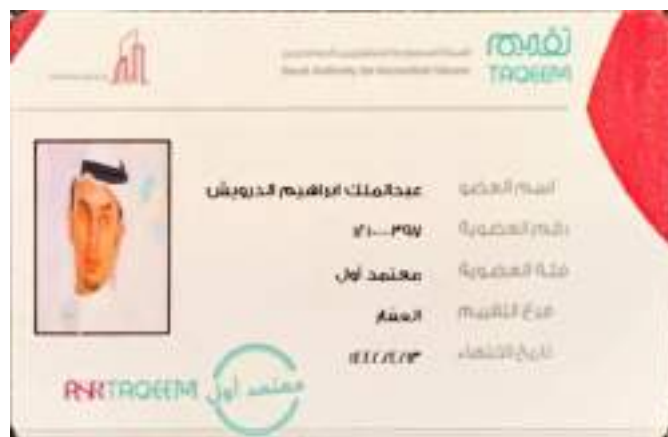 تقييم
TAQEEM
Saudi Authority for Accredited Valuers
اسم العضو عبدالملك ابراهيم الدرويش
رقم العضوية
فئة العضوية معتمد أول
فرع التقييم العقار
تاريخ الانتهاء
TAQEEM
معتمد أول